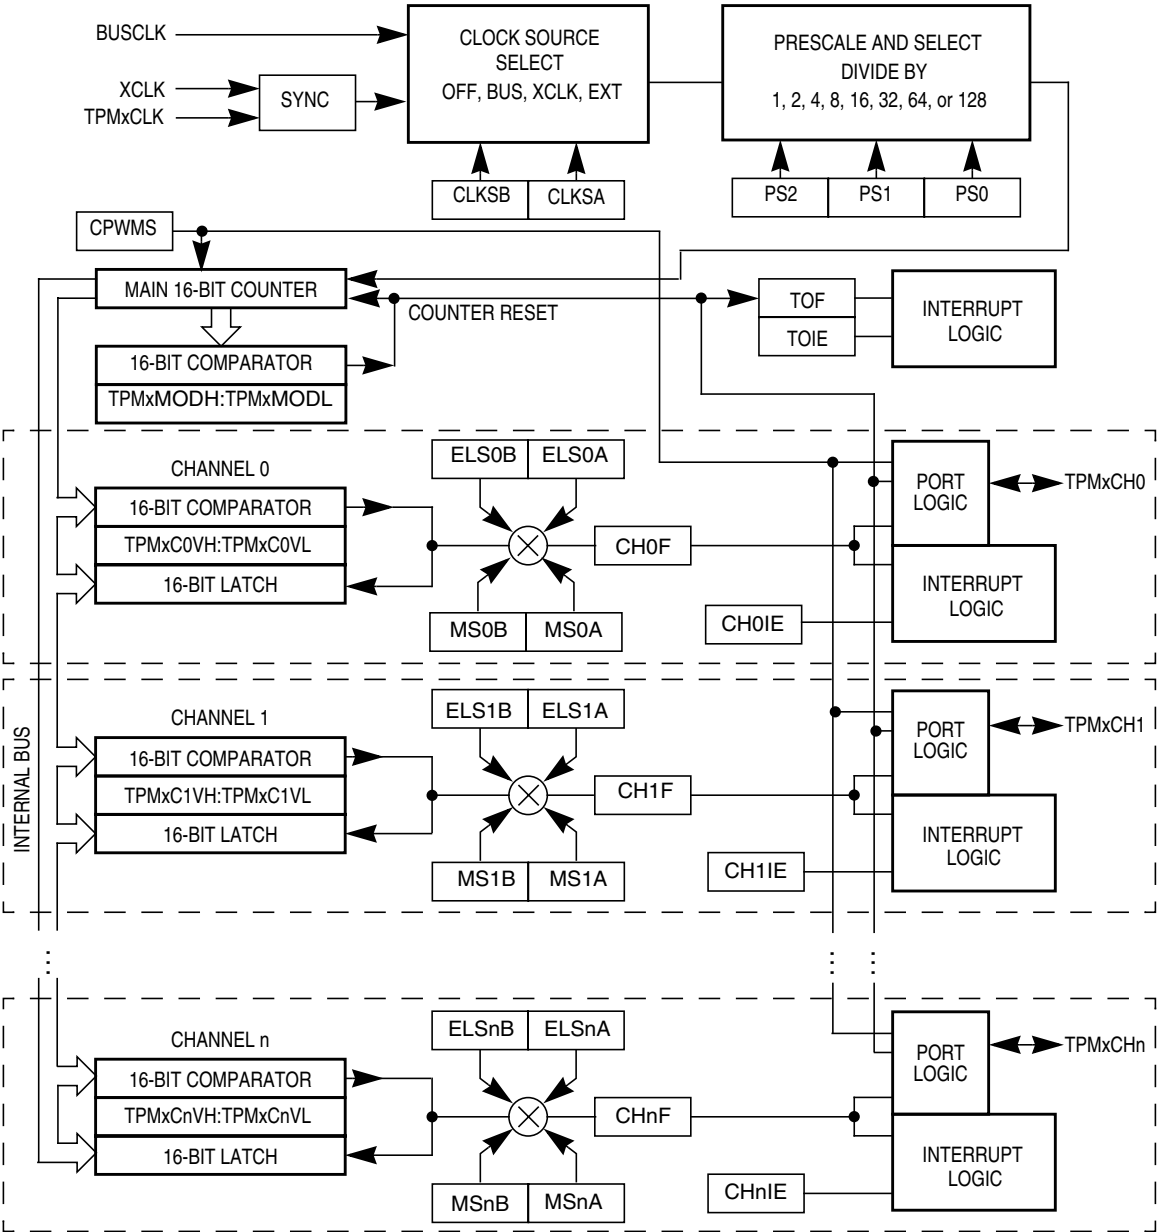 BUSCLK
XCLK
TPMxCLK
SYNC
CLOCK SOURCE
SELECT
OFF, BUS, XCLK, EXT
PRESCALE AND SELECT
DIVIDE BY
1, 2, 4, 8, 16, 32, 64, or 128
CLKSB
CLKSA
PS2
PS1
PS0
CPWMS
MAIN 16-BIT COUNTER
COUNTER RESET
TOF
TOIE
INTERRUPT
LOGIC
16-BIT COMPARATOR
TPMxMODH:TPMxMODL
INTERNAL BUS
CHANNEL 0
16-BIT COMPARATOR
TPMxC0VH:TPMxC0VL
16-BIT LATCH
ELS0B
ELS0A
MS0B
MS0A
CH0F
CH0IE
PORT
LOGIC
TPMxCH0
INTERRUPT
LOGIC
CHANNEL 1
16-BIT COMPARATOR
TPMxC1VH:TPMxC1VL
16-BIT LATCH
ELS1B
ELS1A
MS1B
MS1A
CH1F
CH1IE
PORT
LOGIC
TPMxCH1
INTERRUPT
LOGIC
CHANNEL n
16-BIT COMPARATOR
TPMxCnVH:TPMxCnVL
16-BIT LATCH
ELSnB
ELSnA
MSnB
MSnA
CHnF
CHnIE
PORT
LOGIC
TPMxCHn
INTERRUPT
LOGIC